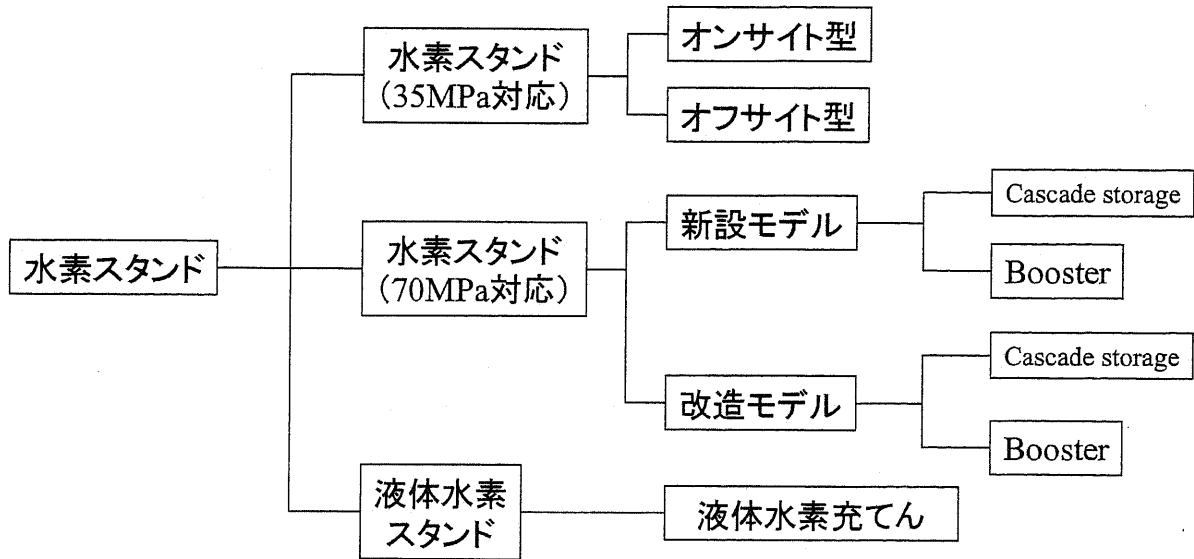 水素スタンド
水素スタンド
（35MPa対応）
オンサイト型
オフサイト型
水素スタンド
（70MPa対応）
新設モデル
Cascade storage
Booster
改造モデル
Cascade storage
Booster
液体水素
スタンド
液体水素充てん